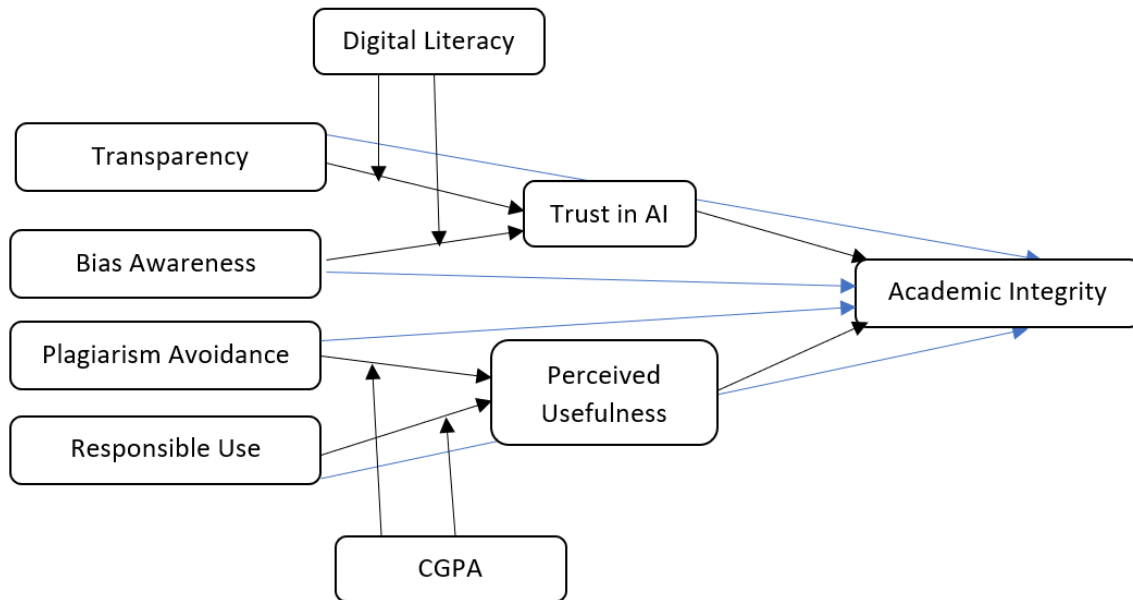 Digital Literacy
Transparency
Trust in AI
Bias Awareness
Academic Integrity
Plagiarism Avoidance
Perceived
Usefulness
Responsible Use
CGPA